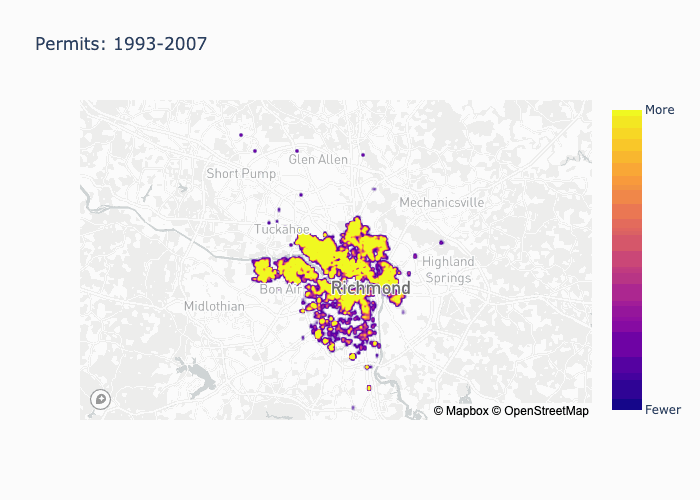 Permits: 1993-2007
More
Glen Allen
Short Pump
Mechanicsville
Tuckahoe
Highland
Springs
Bon Air
Richmond
Midlothian
© Mapbox © OpenStreetMap
Fewer